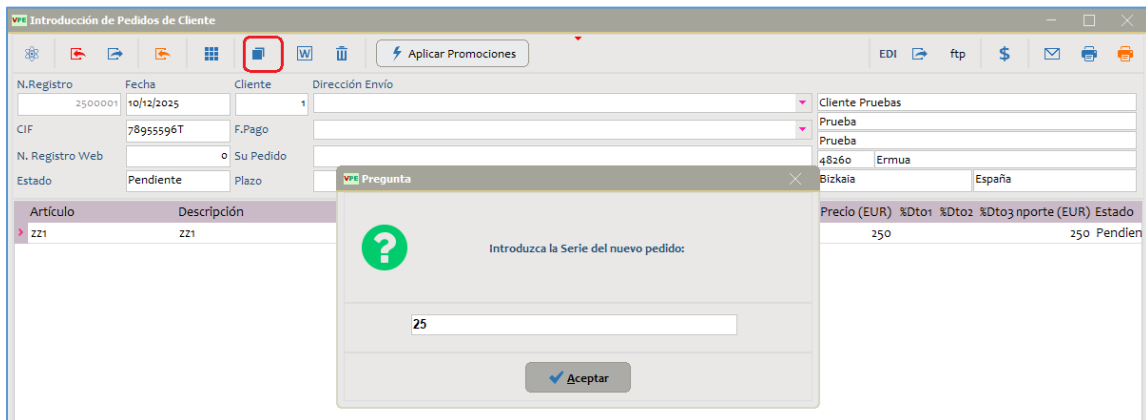 VPE Introducción de Pedidos de Cliente
W Aplicar Promociones EDI ftp $
N.Registro Fecha Cliente Dirección Envío
2500001 10/12/2025 1 Cliente Pruebas
CIF 78955596T F.Pago Prueba
Prueba
N. Registro Web 0 Su Pedido 48260 Ermua
Estado Pendiente Plazo Bizkaia España
VPE Pregunta
Introduzca la Serie del nuevo pedido:
25
Aceptar
Artículo Descripción Precio (EUR) %Dto1 %Dto2 %Dto3 nporte (EUR) Estado
ZZ1 ZZ1 250 250 Pendien